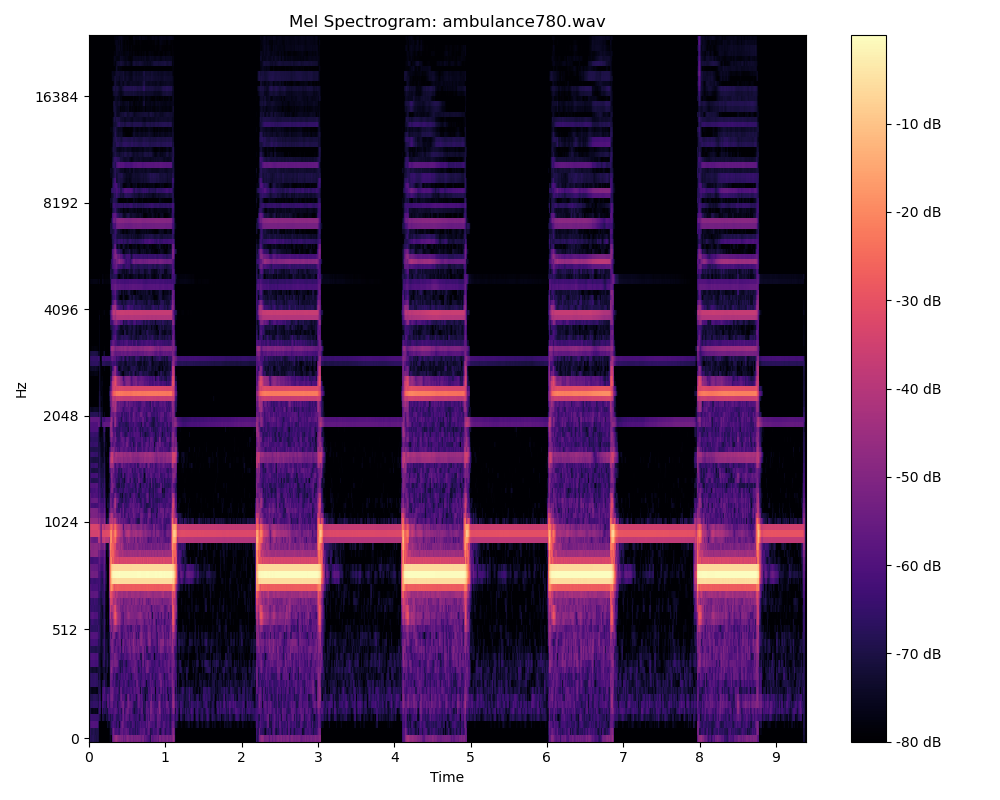 Mel Spectrogram: ambulance780.wav
16384
8192
4096
2048
1024
512
0
Hz
0 1 2 3 4 5 6 7 8 9
Time
-10 dB
-20 dB
-30 dB
-40 dB
-50 dB
-60 dB
-70 dB
-80 dB